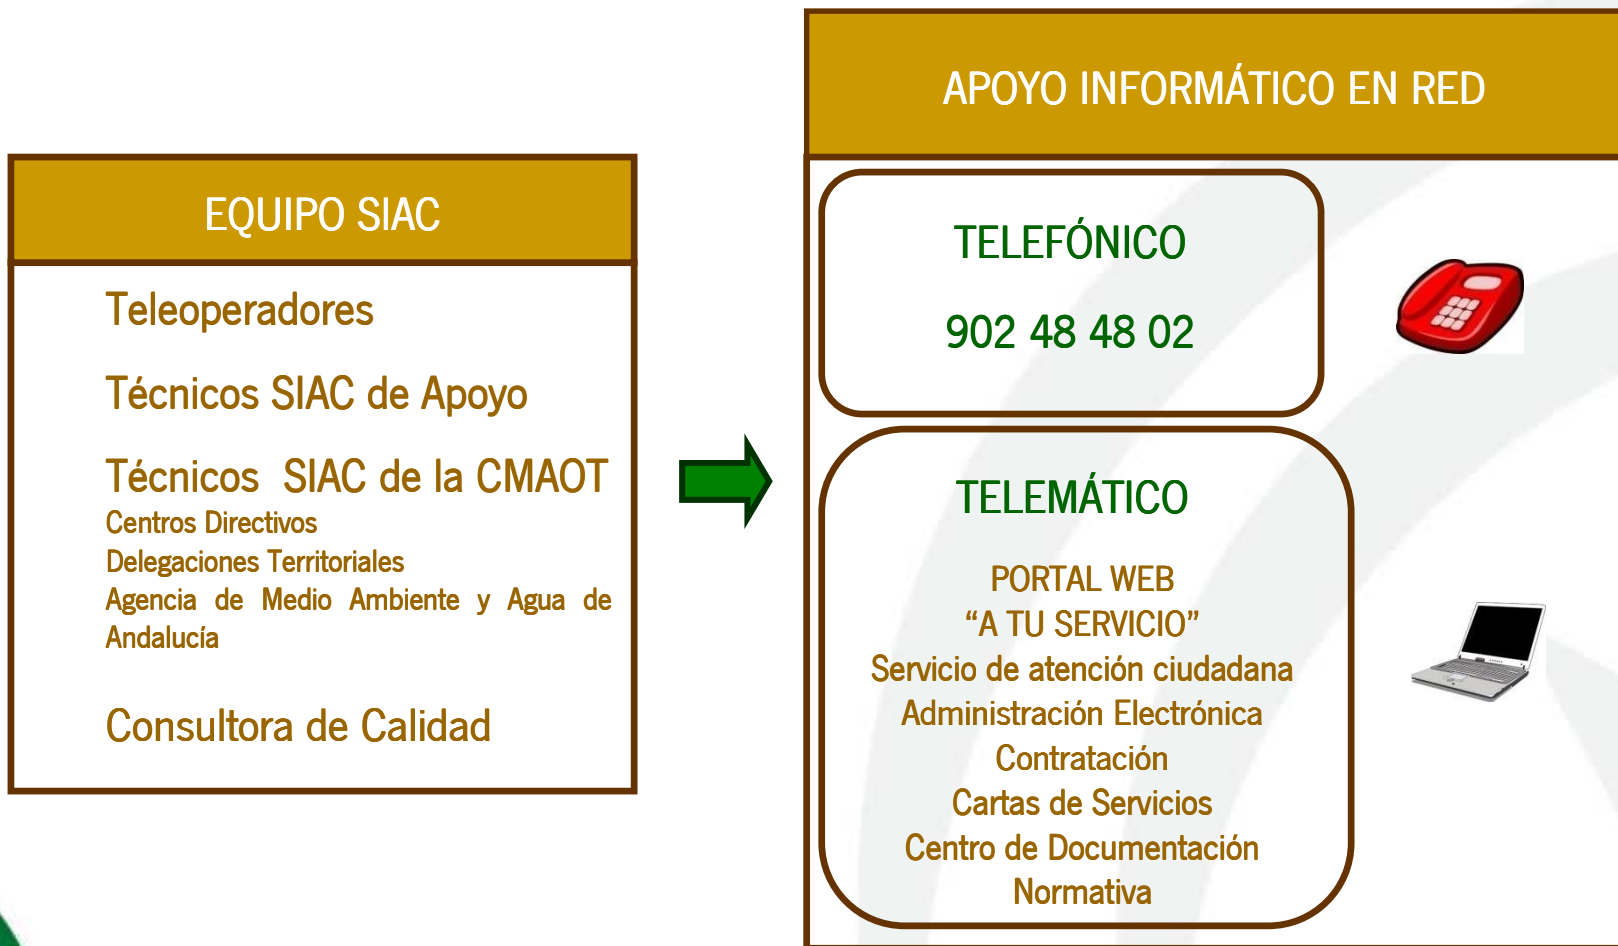 EQUIPO SIAC
Teleoperadores
Técnicos SIAC de Apoyo
Técnicos SIAC de la CMAOT
Centros Directivos
Delegaciones Territoriales
Agencia de Medio Ambiente y Agua de
Andalucía
Consultora de Calidad
APOYO INFORMÁTICO EN RED
TELEFÓNICO
902 48 48 02
TELEMÁTICO
PORTAL WEB
“A TU SERVICIO”
Servicio de atención ciudadana
Administración Electrónica
Contratación
Cartas de Servicios
Centro de Documentación
Normativa